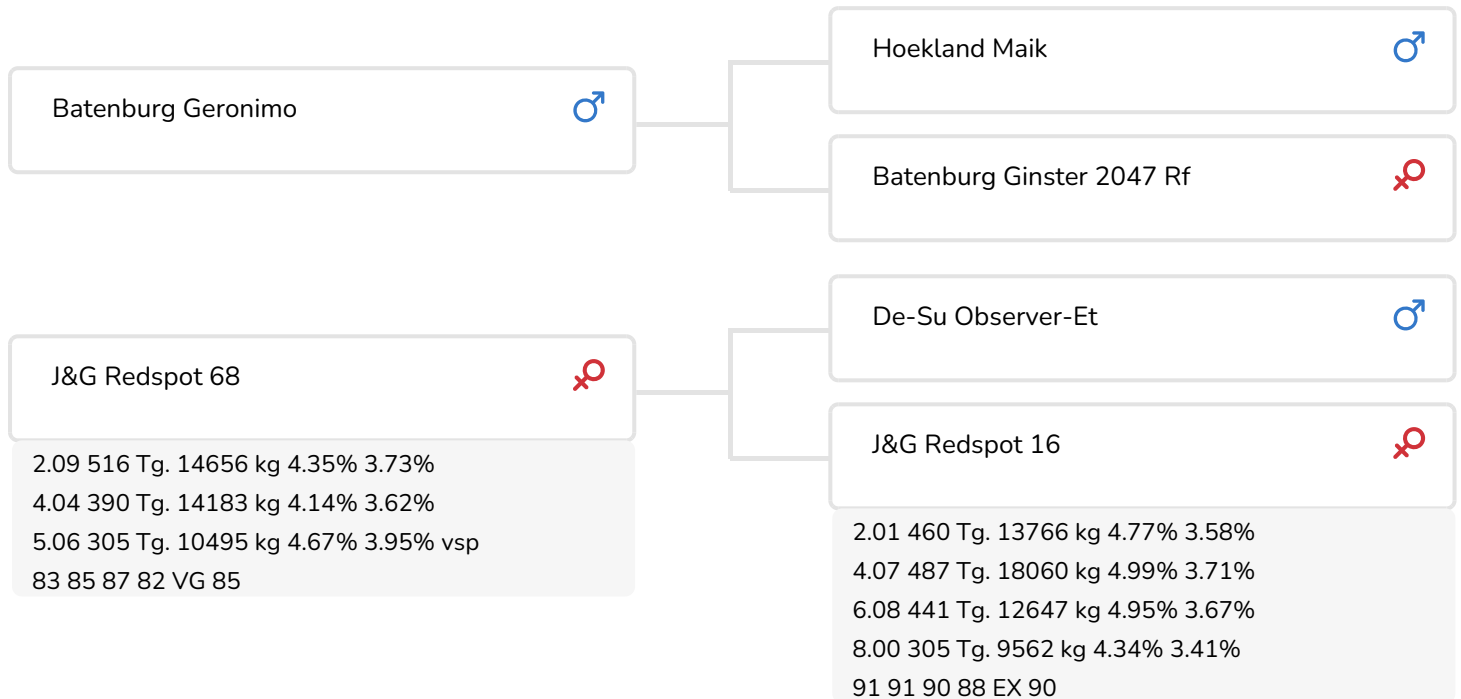 Batenburg Geronimo
Hoekland Maik
Batenburg Ginster 2047 Rf
J&G Redspot 68
2.09 516 Tg. 14656 kg 4.35% 3.73%
4.04 390 Tg. 14183 kg 4.14% 3.62%
5.06 305 Tg. 10495 kg 4.67% 3.95% vsp
83 85 87 82 VG 85
De-Su Observer-Et
J&G Redspot 16
2.01 460 Tg. 13766 kg 4.77% 3.58%
4.07 487 Tg. 18060 kg 4.99% 3.71%
6.08 441 Tg. 12647 kg 4.95% 3.67%
8.00 305 Tg. 9562 kg 4.34% 3.41%
91 91 90 88 EX 90